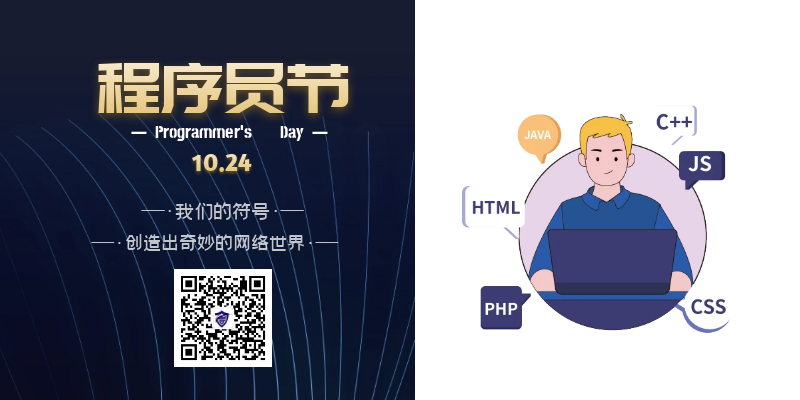 程序员节
Programmer's Day
10.24
我们的符号
创造出奇妙的网络世界
JAVA
C++
JS
HTML
PHP
CSS